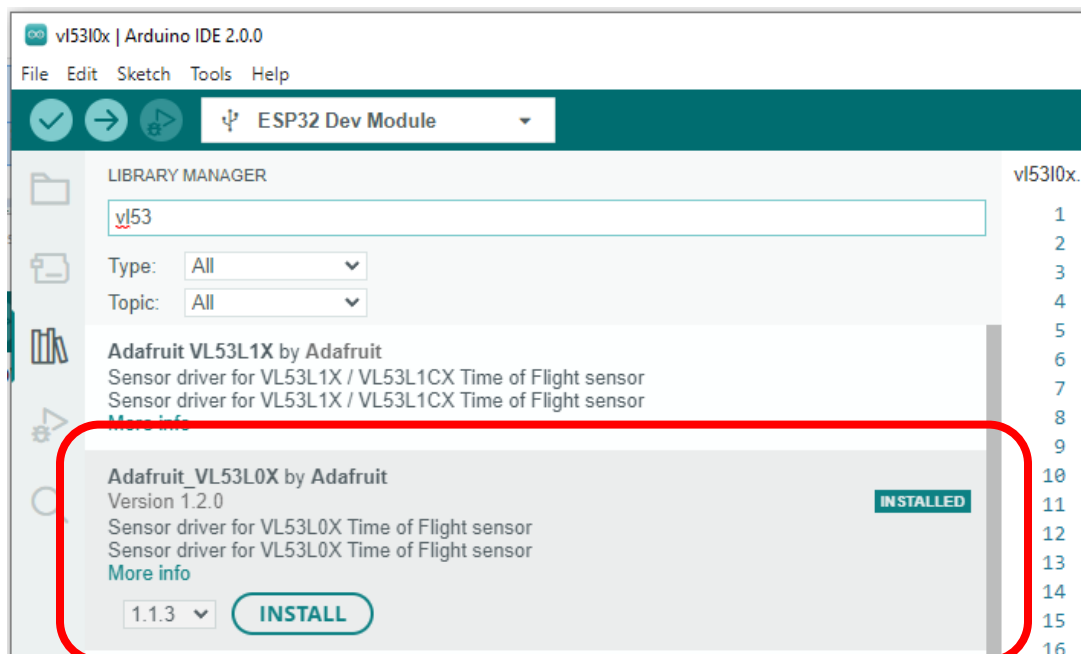 vl53l0x | Arduino IDE 2.0.0
File Edit Sketch Tools Help
ESP32 Dev Module
LIBRARY MANAGER
vl53l0x.
vl53
Type: All
Topic: All
Adafruit VL53L1X by Adafruit
Sensor driver for VL53L1X / VL53L1CX Time of Flight sensor
Sensor driver for VL53L1X / VL53L1CX Time of Flight sensor
More info
Adafruit_VL53L0X by Adafruit
Version 1.2.0
INSTALLED
Sensor driver for VL53L0X Time of Flight sensor
Sensor driver for VL53L0X Time of Flight sensor
More info
1.1.3 INSTALL
1
2
3
4
5
6
7
8
9
10
11
12
13
14
15
16